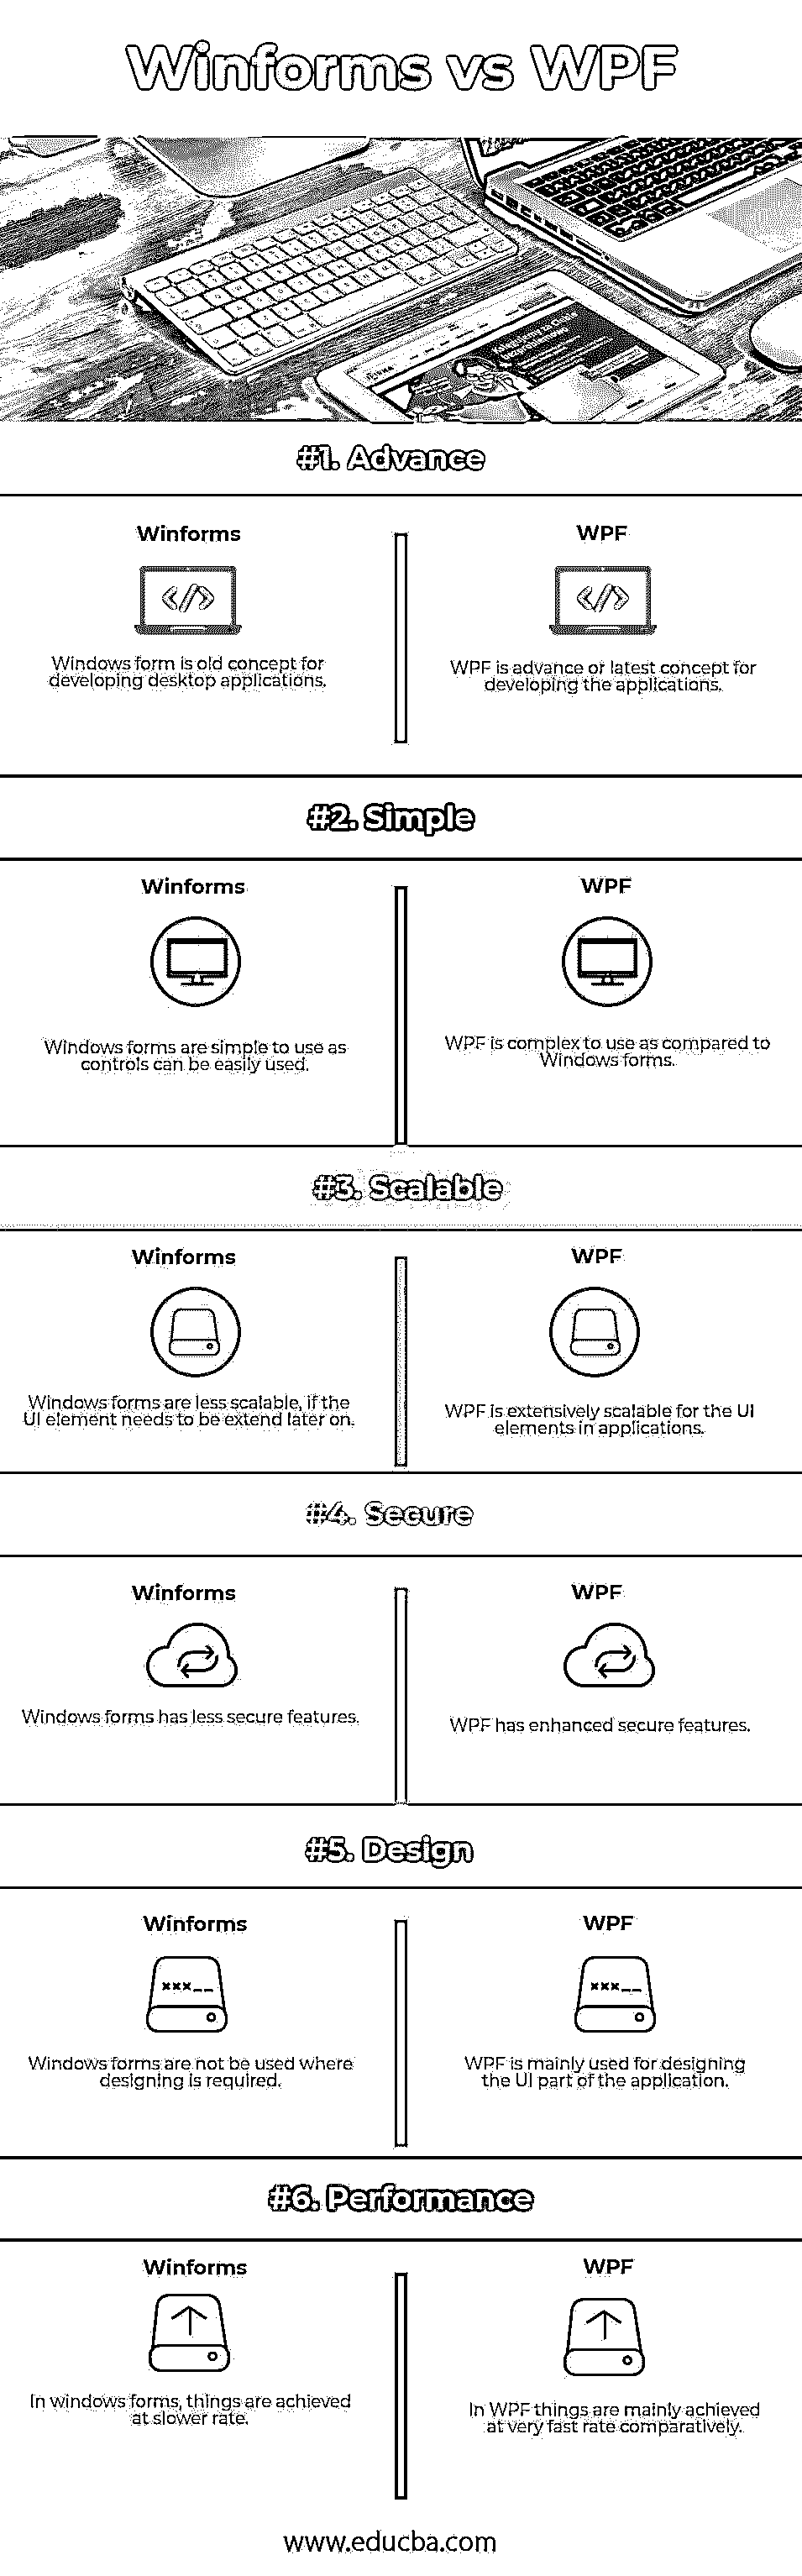 Winforms vs WPF
#1. Advance
Winforms
Windows form is old concept for
developing desktop applications.
WPF
WPF is advance or latest concept for
developing the applications.
#2. Simple
Winforms
Windows forms are simple to use as
controls can be easily used.
WPF
WPF is complex to use as compared to
Windows forms.
#3. Scalable
Winforms
Windows forms are less scalable, if the
UI element needs to be extend later on.
WPF
WPF is extensively scalable for the UI
elements in applications.
#4. Secure
Winforms
Windows forms has less secure features.
WPF
WPF has enhanced secure features.
#5. Design
Winforms
Windows forms are not be used where
designing is required.
WPF
WPF is mainly used for designing
the UI part of the application.
#6. Performance
Winforms
In windows forms, things are achieved
at slower rate.
WPF
In WPF things are mainly achieved
at very fast rate comparatively.
www.educba.com